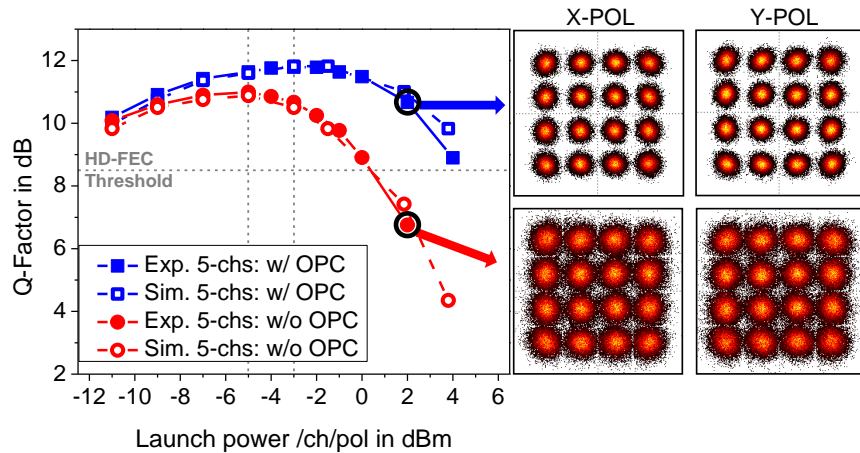 X-POL
Y-POL
12
10
8
6
4
2
Q-Factor in dB
HD-FEC
Threshold
Exp. 5-chs: w/ OPC
Sim. 5-chs: w/ OPC
Exp. 5-chs: w/o OPC
Sim. 5-chs: w/o OPC
-12 -10 -8 -6 -4 -2 0 2 4 6
Launch power /ch/pol in dBm